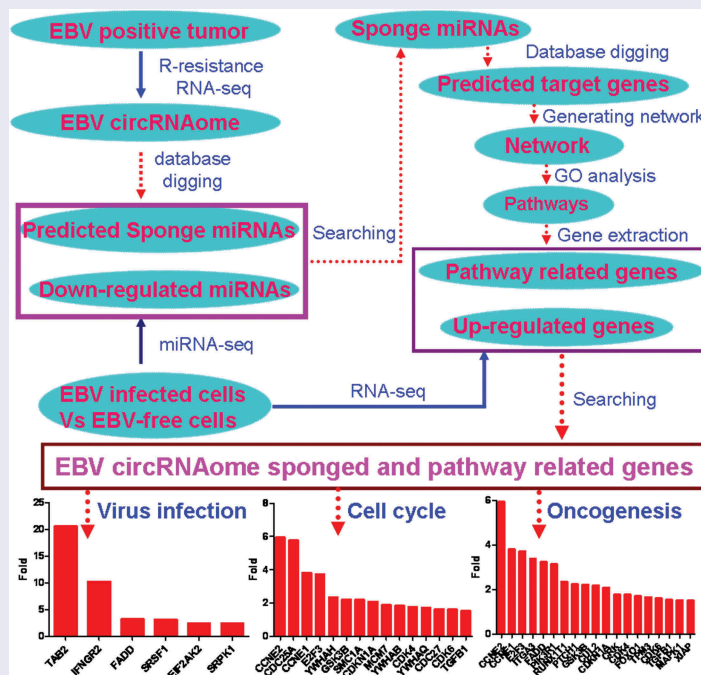 EBV positive tumor
R-resistance
RNA-seq
EBV circRNAome
database
digging
Predicted Sponge miRNAs
Down-regulated miRNAs
miRNA-seq
EBV infected cells
Vs EBV-free cells
Searching
RNA-seq
Sponge miRNAs
Database digging
Predicted target genes
Generating network
Network
GO analysis
Pathways
Gene extraction
Pathway related genes
Up-regulated genes
Searching
EBV circRNAome sponged and pathway related genes
Virus infection
Fold
25
20
15
10
5
0
TAB2
IFNGR2
FADD
SRSF1
EIF2AK2
SRPK1
Cell cycle
Fold
8
6
4
2
0
CCNE2
CDC25A
CCNE1
E2F3
YWHAH
GSK3B
SMC1A
CDKN1A
MCM7
YWHAB
CDK4
YWHAQ
CDC27
CDK6
TGFB1
Oncogenesis
Fold
6
4
2
0
CCNE2
CCNE1
E2F3
ITGA3
FADD